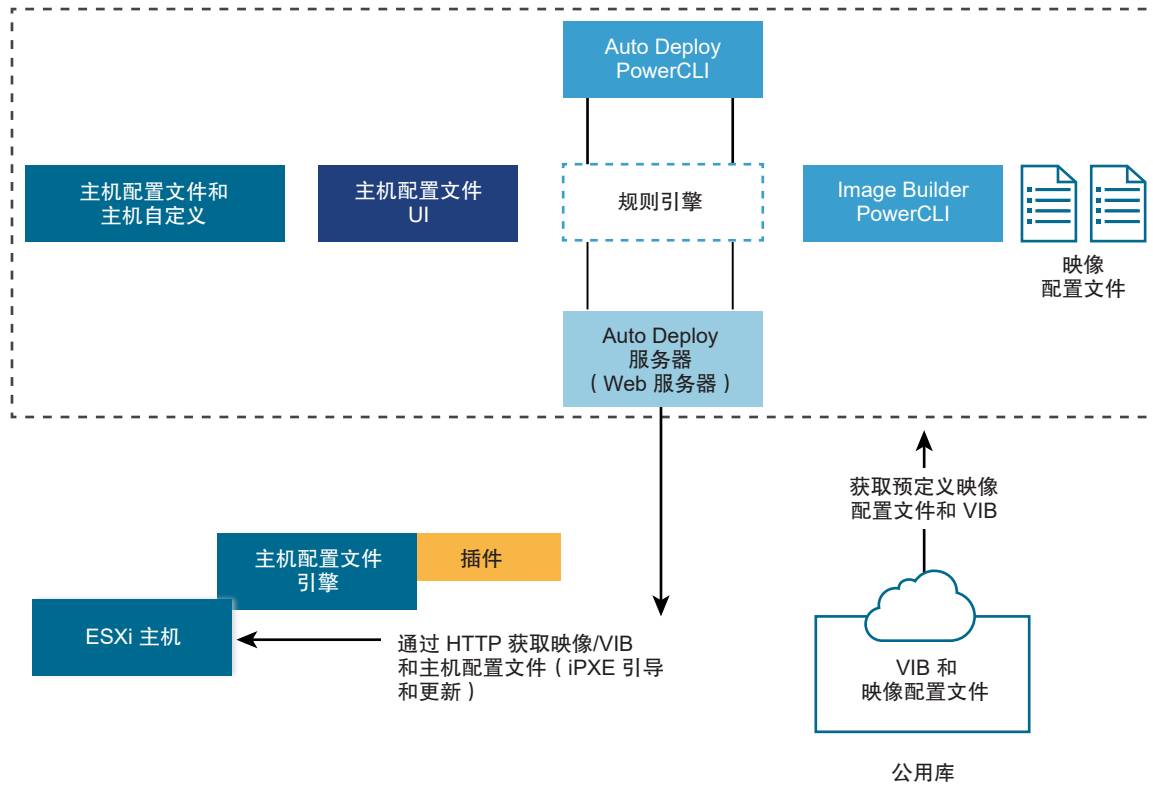 Auto Deploy
PowerCLI
主机配置文件和
主机自定义
主机配置文件
UI
规则引擎
Image Builder
PowerCLI
映像
配置文件
Auto Deploy
服务器
（ Web 服务器 ）
获取预定义映像
配置文件和 VIB
主机配置文件
引擎
插件
ESXi 主机
通过 HTTP 获取映像/VIB
和主机配置文件（ iPXE 引导
和更新 ）
VIB 和
映像配置文件
公用库